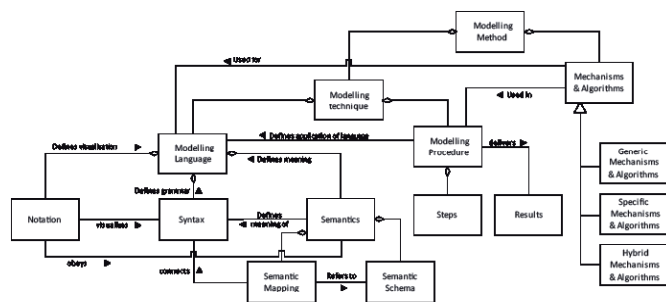 Modelling
Method
◄ Used for
Mechanisms
& Algorithms
Modelling
technique
◄ Used in
◄ Defines application of language
Modelling
Procedure
delivers ►
Defines visualisation ►
Modelling
Language
◄ Defines meaning
Generic
Mechanisms
& Algorithms
Defines grammar ▲
Notation
visualises ►
Syntax
Defines
◄ meaning of
Semantics
Steps
Results
Specific
Mechanisms
& Algorithms
obeys ►
connects ▲
Semantic
Mapping
Refers to
►
Semantic
Schema
Hybrid
Mechanisms
& Algorithms